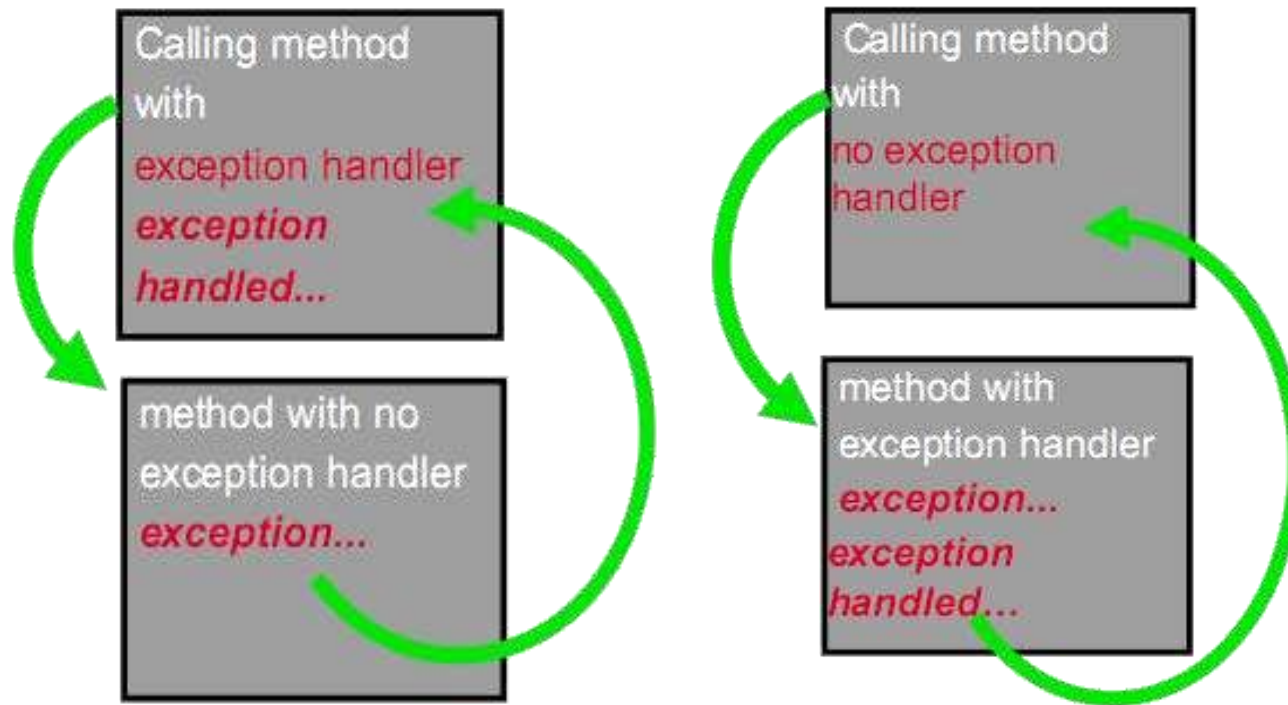 Calling method
with
exception handler
exception
handled...
method with no
exception handler
exception...
Calling method
with
no exception
handler
method with
exception handler
exception...
exception
handled...